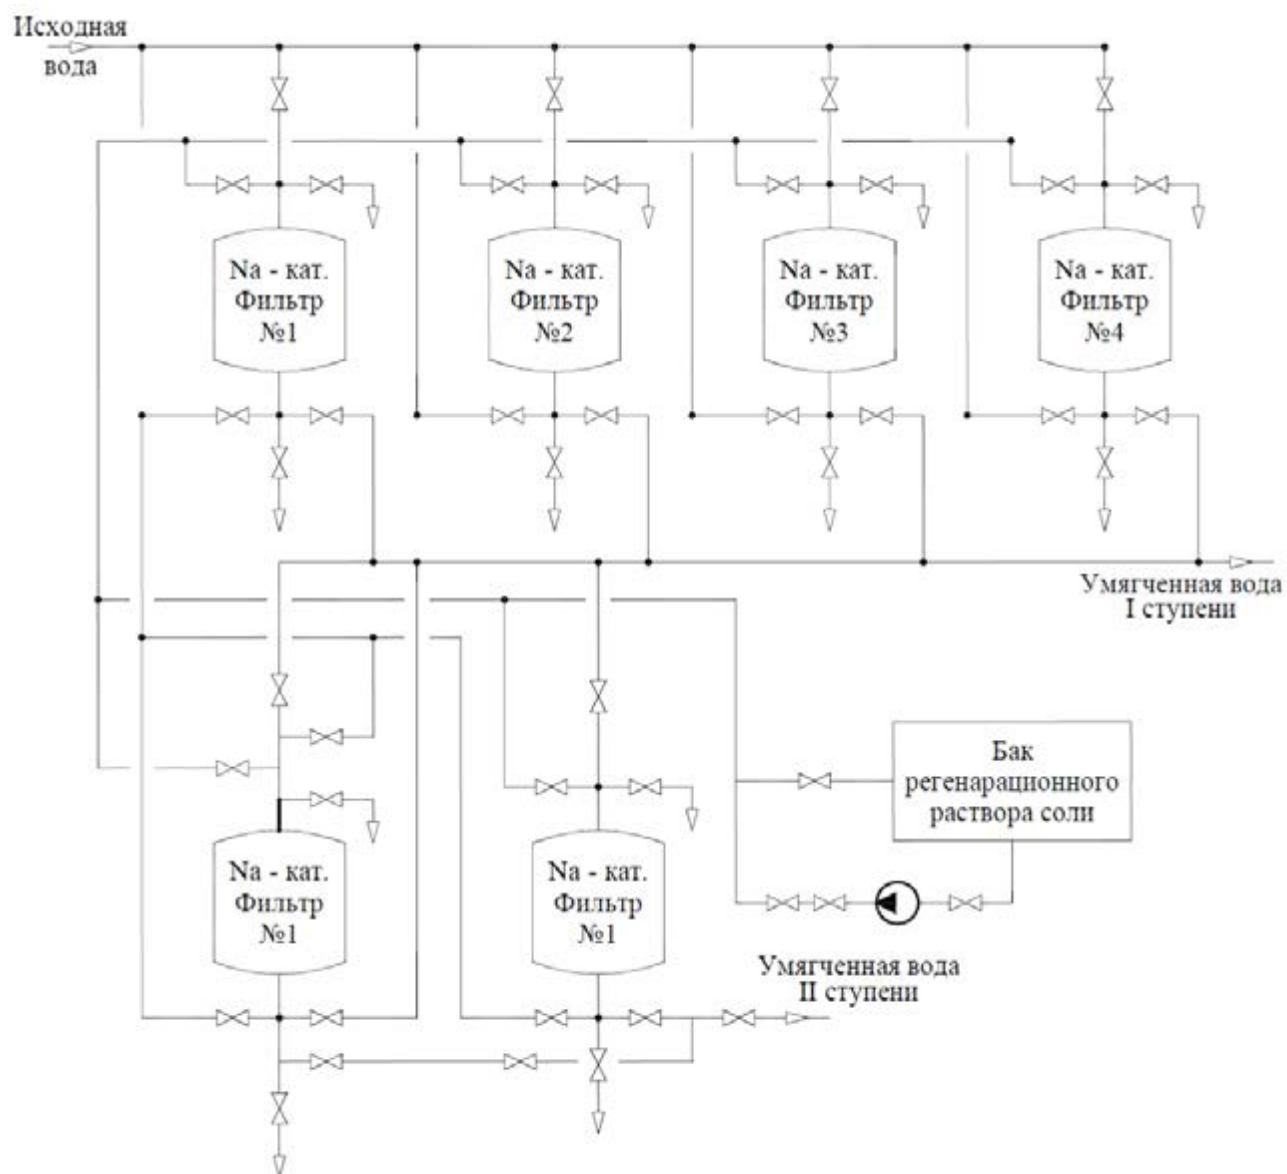 Исходная
вода
Na - кат.
Фильтр
№1
Na - кат.
Фильтр
№2
Na - кат.
Фильтр
№3
Na - кат.
Фильтр
№4
Умягченная вода
I ступени
Бак
регенарационного
раствора соли
Na - кат.
Фильтр
№1
Na - кат.
Фильтр
№1
Умягченная вода
II ступени